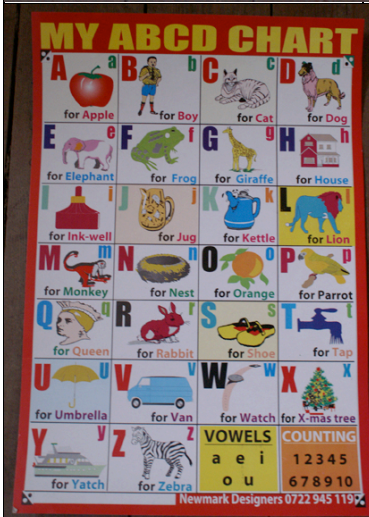 MY ABCD CHART
A a B b C c D d
for Apple for Boy for Cat for Dog
E e F f G g H h
for Elephant for Frog for Giraffe for House
I i J j K k L l
for Ink-well for Jug for Kettle for Lion
M m N n O o P p
for Monkey for Nest for Orange for Parrot
Q q R r S s T t
for Queen for Rabbit for Shoe for Tap
U u V v W w X x
for Umbrella for Van for Watch for X-mas tree
Y y Z z VOWELS COUNTING
a e i 1 2 3 4 5
o u 6 7 8 9 10
for Yatch for Zebra
Newmark Designers 0722 945 119